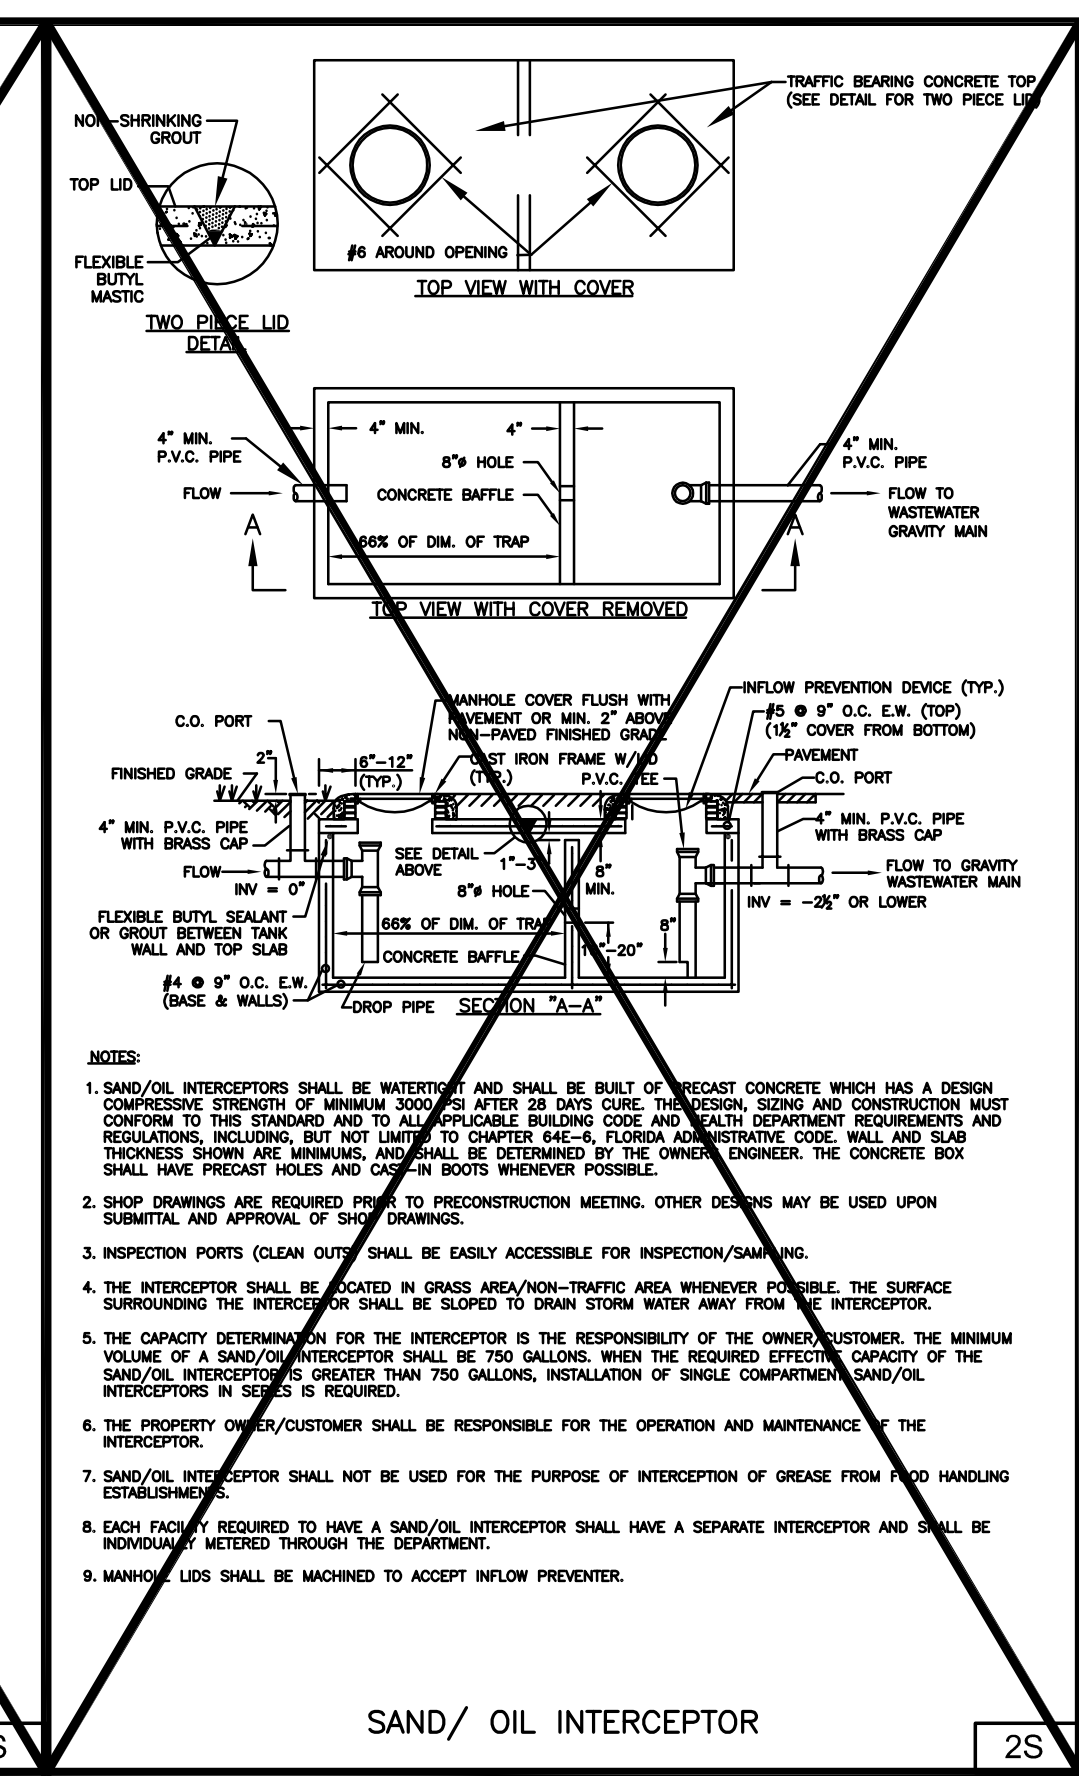 TRAFFIC BEARING CONCRETE TOP
(SEE DETAIL FOR TWO PIECE LID)
NON-SHRINKING
GROUT
TOP LID
FLEXIBLE
BUTYL
MASTIC
#6 AROUND OPENING
TOP VIEW WITH COVER
TWO PIECE LID
DETAIL
4" MIN.
P.V.C. PIPE
4" MIN.
4"
8"ø HOLE
4" MIN.
P.V.C. PIPE
FLOW
CONCRETE BAFFLE
FLOW TO
WASTEWATER
GRAVITY MAIN
A
A
66% OF DIM. OF TRAP
TOP VIEW WITH COVER REMOVED
C.O. PORT
MANHOLE COVER FLUSH WITH
PAVEMENT OR MIN. 2" ABOVE
NON-PAVED FINISHED GRADE
INFLOW PREVENTION DEVICE (TYP.)
#5 @ 9" O.C. E.W. (TOP)
(1½" COVER FROM BOTTOM)
2"
6"-12"
(TYP.)
CAST IRON FRAME W/LID
(TYP.)
P.V.C. TEE
PAVEMENT
C.O. PORT
FINISHED GRADE
4" MIN. P.V.C. PIPE
WITH BRASS CAP
4" MIN. P.V.C. PIPE
WITH BRASS CAP
SEE DETAIL
ABOVE
1"-3"
8"
MIN.
FLOW
INV = 0"
8"ø HOLE
FLOW TO GRAVITY
WASTEWATER MAIN
INV = -2½" OR LOWER
FLEXIBLE BUTYL SEALANT
OR GROUT BETWEEN TANK
WALL AND TOP SLAB
66% OF DIM. OF TRAP
8"
-20"
CONCRETE BAFFLE
#4 @ 9" O.C. E.W.
(BASE & WALLS)
DROP PIPE
SECTION "A-A"
NOTES:
1. SAND/OIL INTERCEPTORS SHALL BE WATERTIGHT AND SHALL BE BUILT OF PRECAST CONCRETE WHICH HAS A DESIGN
COMPRESSIVE STRENGTH OF MINIMUM 3000 PSI AFTER 28 DAYS CURE. THE DESIGN, SIZING AND CONSTRUCTION MUST
CONFORM TO THIS STANDARD AND TO ALL APPLICABLE BUILDING CODE AND HEALTH DEPARTMENT REQUIREMENTS AND
REGULATIONS, INCLUDING, BUT NOT LIMITED TO CHAPTER 64E-6, FLORIDA ADMINISTRATIVE CODE. WALL AND SLAB
THICKNESS SHOWN ARE MINIMUMS, AND SHALL BE DETERMINED BY THE OWNERS ENGINEER. THE CONCRETE BOX
SHALL HAVE PRECAST HOLES AND CAST-IN BOOTS WHENEVER POSSIBLE.
2. SHOP DRAWINGS ARE REQUIRED PRIOR TO PRECONSTRUCTION MEETING. OTHER DESIGNS MAY BE USED UPON
SUBMITTAL AND APPROVAL OF SHOP DRAWINGS.
3. INSPECTION PORTS (CLEAN OUTS) SHALL BE EASILY ACCESSIBLE FOR INSPECTION/SAMPLING.
4. THE INTERCEPTOR SHALL BE LOCATED IN GRASS AREA/NON-TRAFFIC AREA WHENEVER POSSIBLE. THE SURFACE
SURROUNDING THE INTERCEPTOR SHALL BE SLOPED TO DRAIN STORM WATER AWAY FROM THE INTERCEPTOR.
5. THE CAPACITY DETERMINATION FOR THE INTERCEPTOR IS THE RESPONSIBILITY OF THE OWNER/CUSTOMER. THE MINIMUM
VOLUME OF A SAND/OIL INTERCEPTOR SHALL BE 750 GALLONS. WHEN THE REQUIRED EFFECTIVE CAPACITY OF THE
SAND/OIL INTERCEPTOR IS GREATER THAN 750 GALLONS, INSTALLATION OF SINGLE COMPARTMENT SAND/OIL
INTERCEPTORS IN SERIES IS REQUIRED.
6. THE PROPERTY OWNER/CUSTOMER SHALL BE RESPONSIBLE FOR THE OPERATION AND MAINTENANCE OF THE
INTERCEPTOR.
7. SAND/OIL INTERCEPTOR SHALL NOT BE USED FOR THE PURPOSE OF INTERCEPTION OF GREASE FROM FOOD HANDLING
ESTABLISHMENTS.
8. EACH FACILITY REQUIRED TO HAVE A SAND/OIL INTERCEPTOR SHALL HAVE A SEPARATE INTERCEPTOR AND SHALL BE
INDIVIDUALLY METERED THROUGH THE DEPARTMENT.
9. MANHOLE LIDS SHALL BE MACHINED TO ACCEPT INFLOW PREVENTER.
SAND/ OIL INTERCEPTOR
2S
S